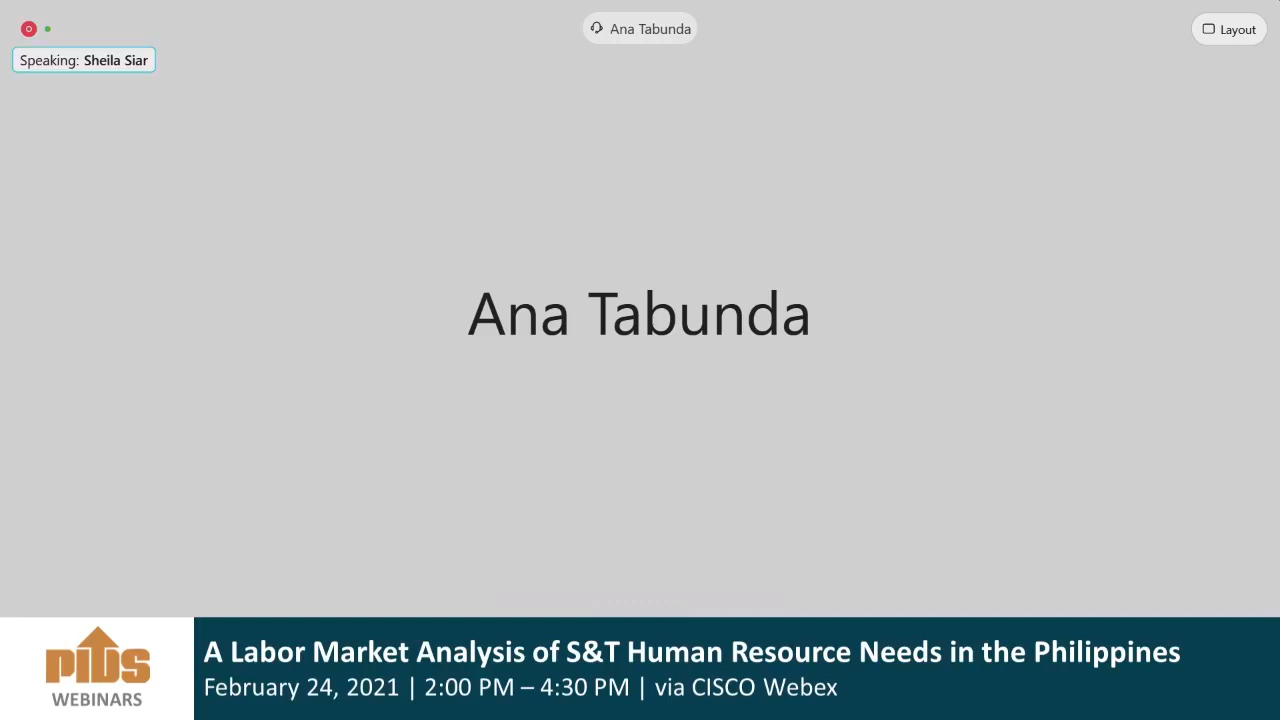 Ana Tabunda
Layout
Speaking: Sheila Siar
Ana Tabunda
PIDS
WEBINARS
A Labor Market Analysis of S&T Human Resource Needs in the Philippines
February 24, 2021 | 2:00 PM – 4:30 PM | via CISCO Webex